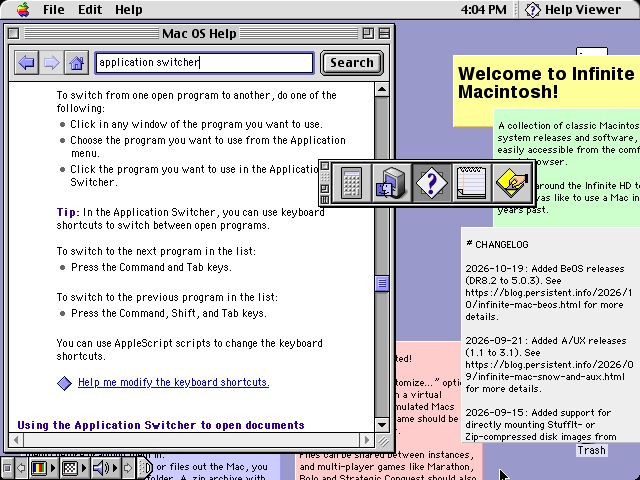 File Edit Help
4:04 PM
Help Viewer
Mac OS Help
application switcher
Search
To switch from one open program to another, do one of the
following:
Click in any window of the program you want to use.
Choose the program you want to use from the Application
menu.
Click the program you want to use in the Application
Switcher.
Tip: In the Application Switcher, you can use keyboard
shortcuts to switch between open programs.
To switch to the next program in the list:
Press the Command and Tab keys.
To switch to the previous program in the list:
Press the Command, Shift, and Tab keys.
You can use AppleScript scripts to change the keyboard
shortcuts.
Help me modify the keyboard shortcuts.
Using the Application Switcher to open documents
Welcome to Infinite
Macintosh!
A collection of classic Macintos
system releases and software,
easily accessible from the comf
owser.
around the Infinite HD t
was like to use a Mac in
years past.
# CHANGELOG
2026-10-19: Added BeOS releases
(DR8.2 to 5.0.3). See
https://blog.persistent.info/2026/1
0/infinite-mac-beos.html for more
details.
2026-09-21: Added A/UX releases
(1.1 to 3.1). See
https://blog.persistent.info/2026/0
9/infinite-mac-snow-and-aux.html
for more details.
2026-09-15: Added support for
directly mounting StuffIt- or
Zip-compressed disk images from
Trash
ted!
tomize..." optio
h a virtual
mulated Macs
ame should be
r.
Files can be shared between instances,
and multi-player games like Marathon,
Bolo and Strategic Conquest should also
or files out the Mac, you
folder. A .zip archive with